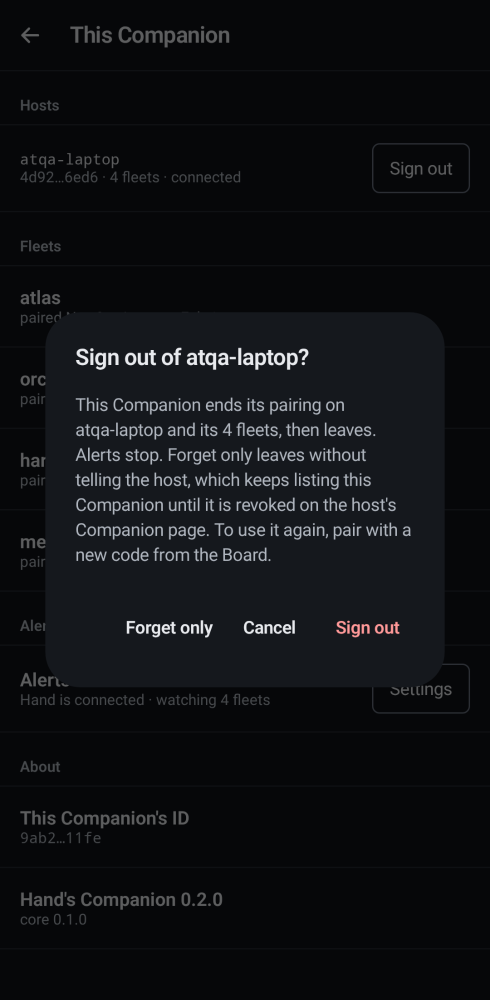 This Companion
Hosts
atqa-laptop
4d92…6ed6 · 4 fleets · connected
Sign out
Fleets
atlas
paired
Sign out of atqa-laptop?
This Companion ends its pairing on
atqa-laptop and its 4 fleets, then leaves.
Alerts stop. Forget only leaves without
telling the host, which keeps listing this
Companion until it is revoked on the host's
Companion page. To use it again, pair with a
new code from the Board.
Forget only Cancel Sign out
Alerts
Hand is connected · watching 4 fleets
Settings
About
This Companion's ID
9ab2…11fe
Hand's Companion 0.2.0
core 0.1.0